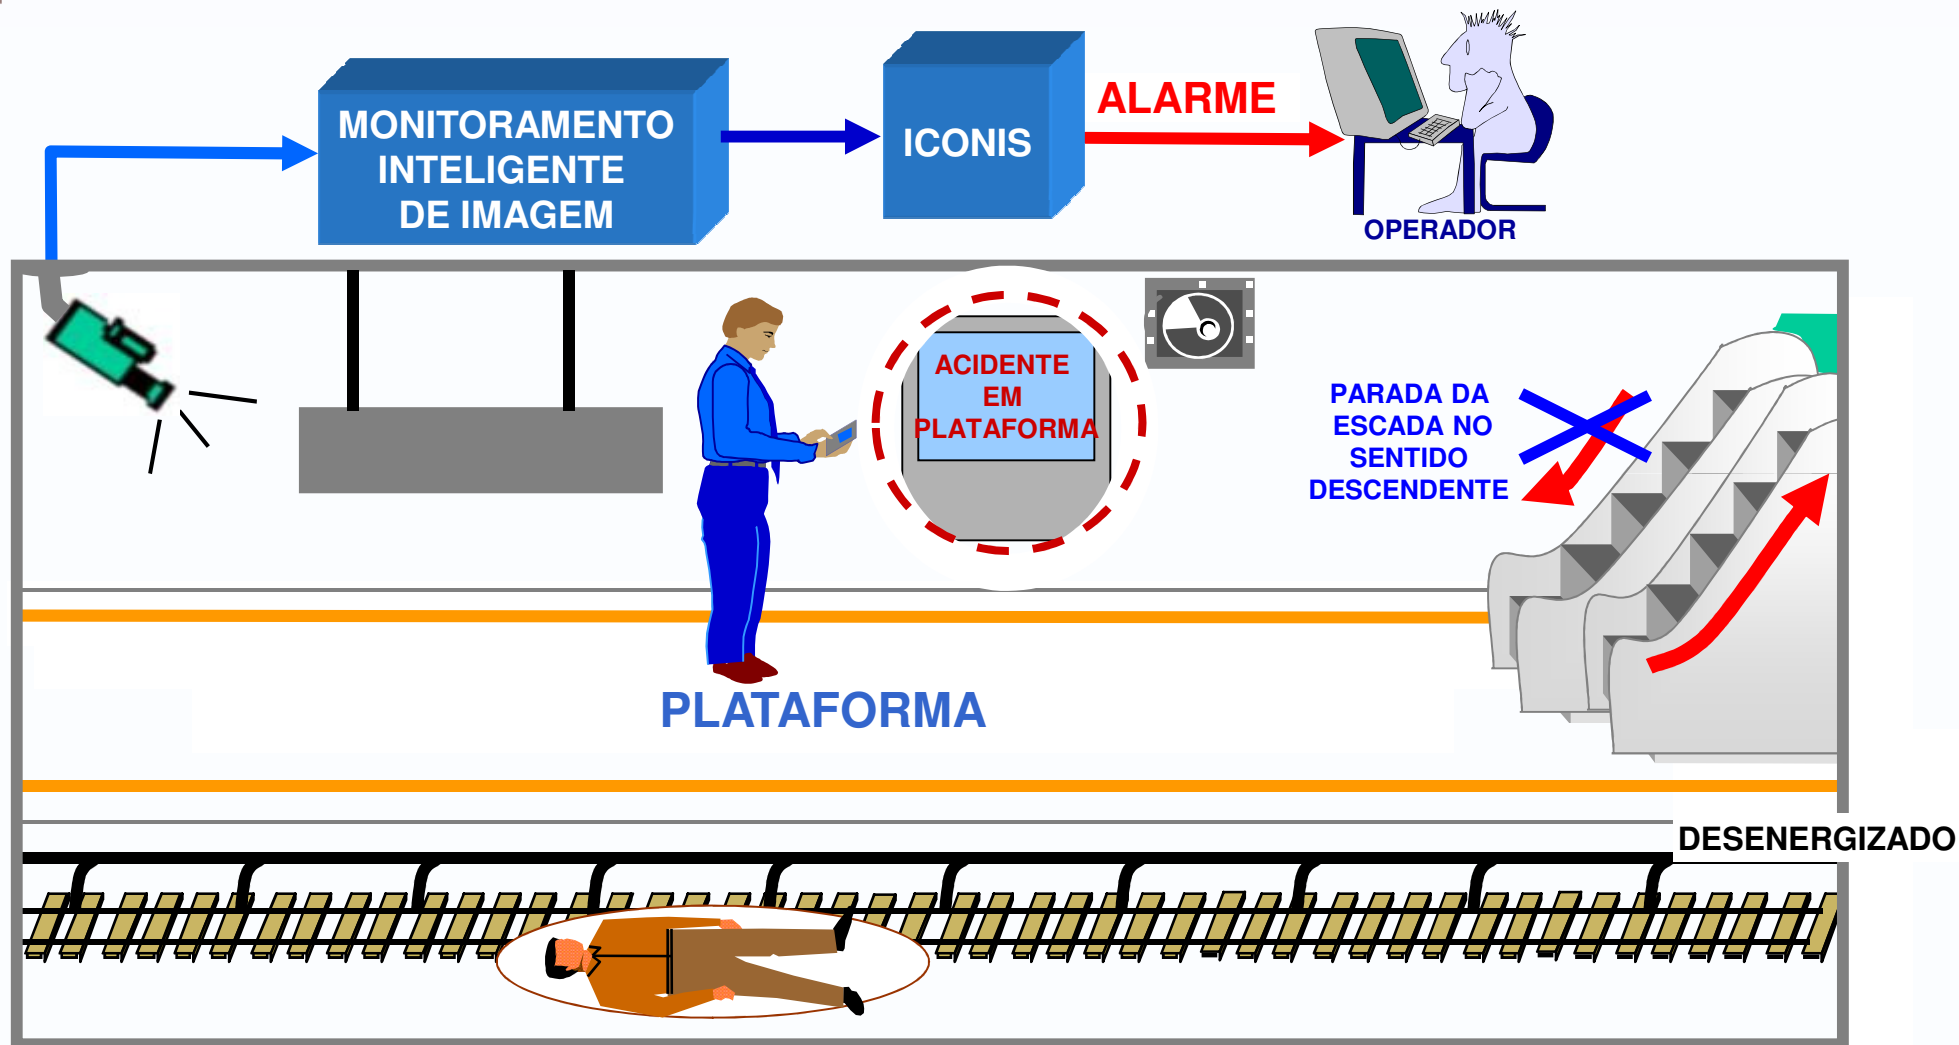 MONITORAMENTO
INTELIGENTE
DE IMAGEM
ICONIS
ALARME
OPERADOR
ACIDENTE
EM
PLATAFORMA
PARADA DA
ESCADA NO
SENTIDO
DESCENDENTE
PLATAFORMA
DESENERGIZADO